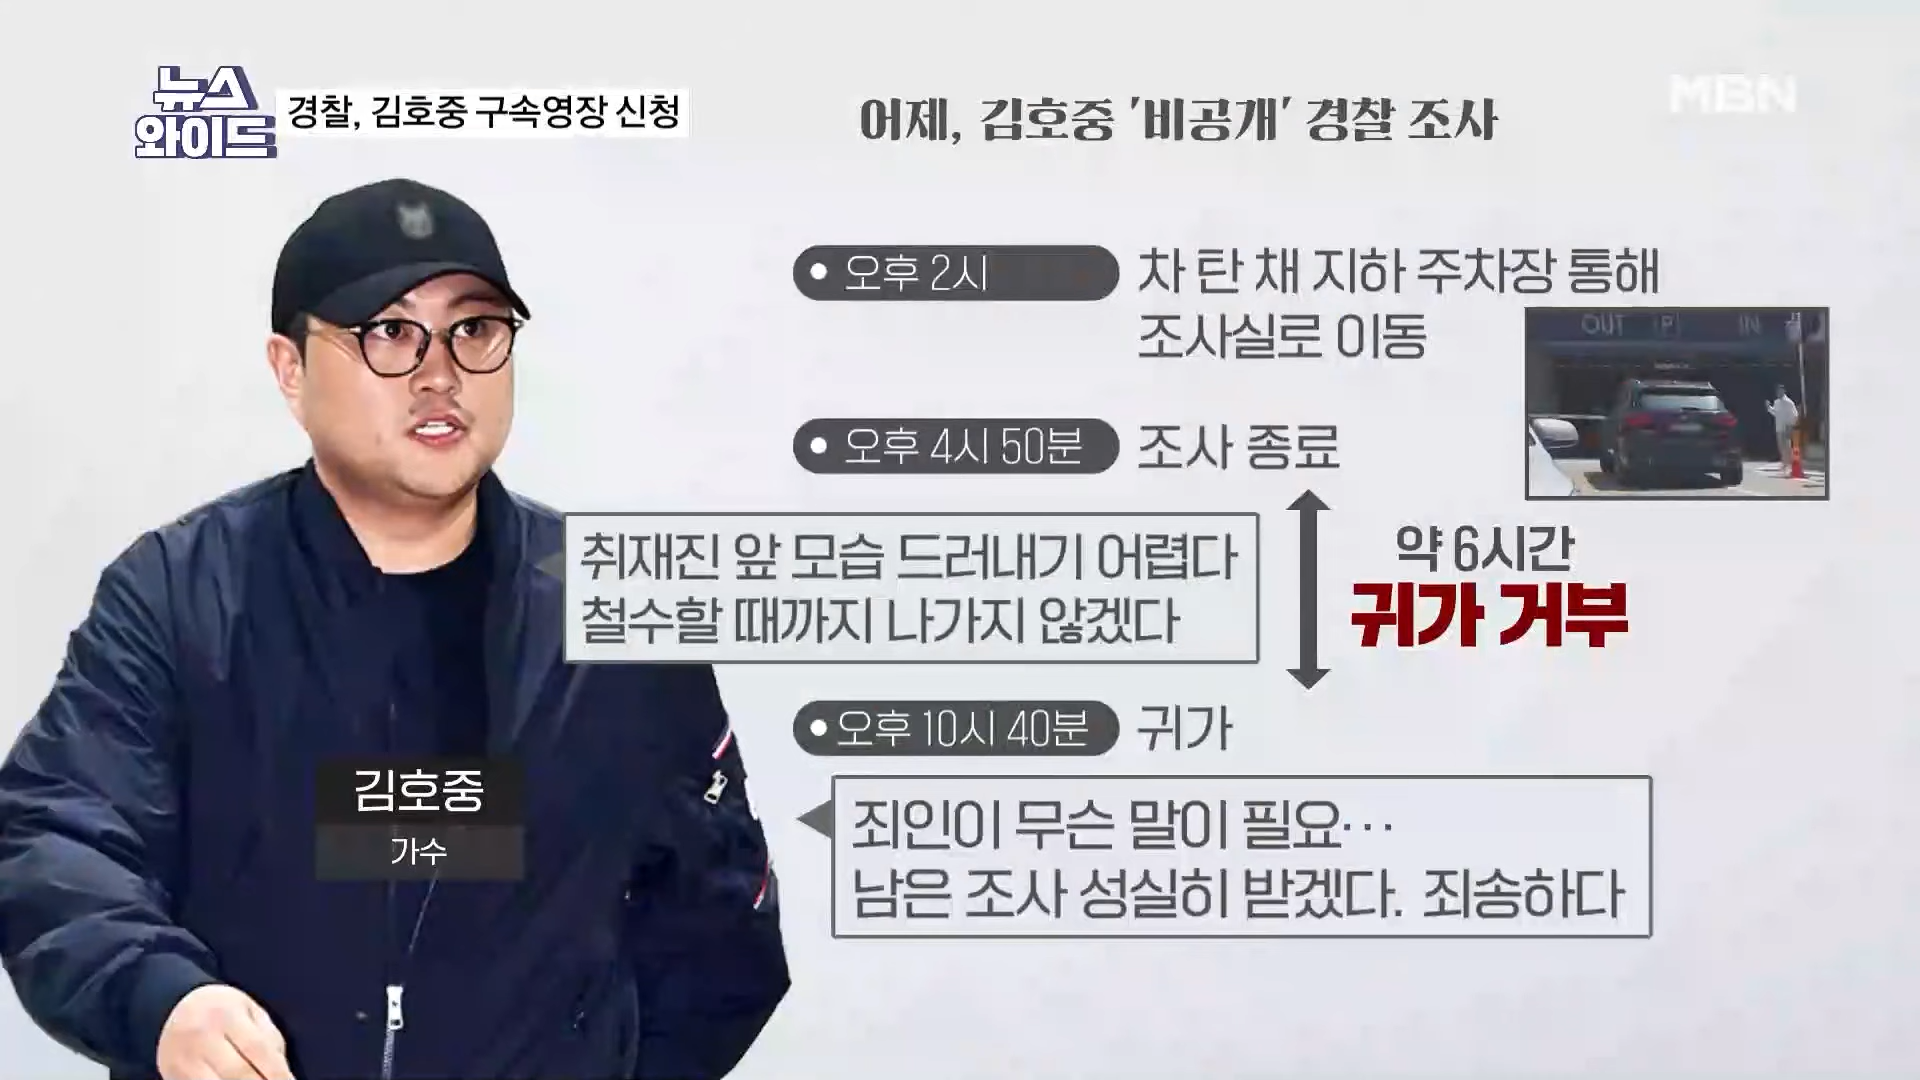 뉴스
와이드
경찰, 김호중 구속영장 신청
어제, 김호중 '비공개' 경찰 조사
MBN
오후 2시
차 탄 채 지하 주차장 통해
조사실로 이동
OUT (P) IN
오후 4시 50분
조사 종료
취재진 앞 모습 드러내기 어렵다
철수할 때까지 나가지 않겠다
약 6시간
귀가 거부
오후 10시 40분
귀가
죄인이 무슨 말이 필요…
남은 조사 성실히 받겠다. 죄송하다
김호중
가수